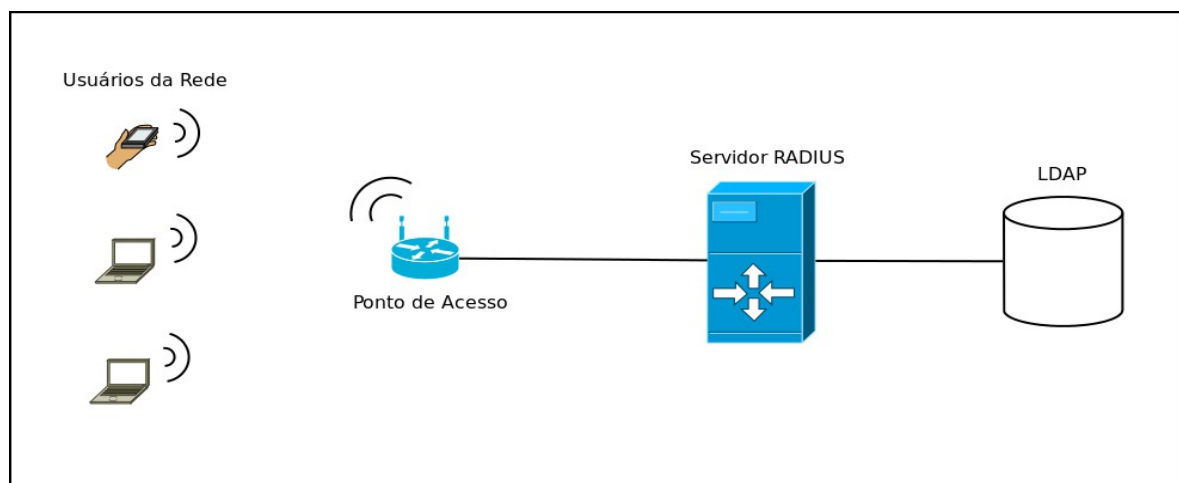 Usuários da Rede
Servidor RADIUS
LDAP
Ponto de Acesso